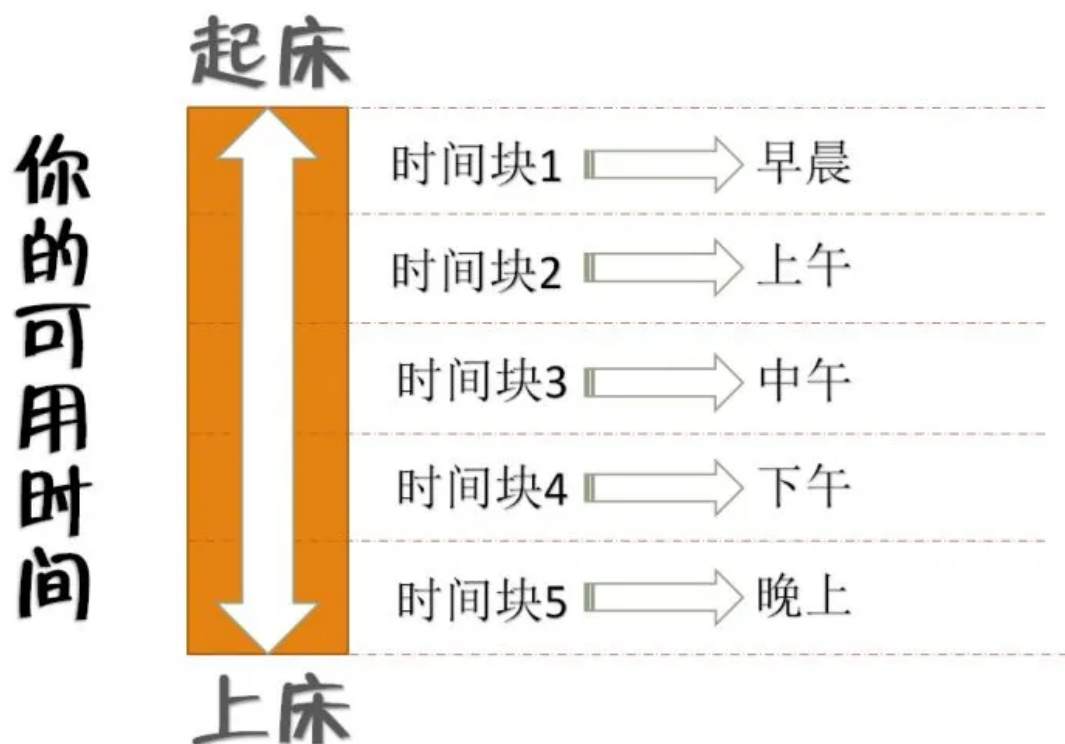 起床
你的可用时间
时间块1 早晨
时间块2 上午
时间块3 中午
时间块4 下午
时间块5 晚上
上床